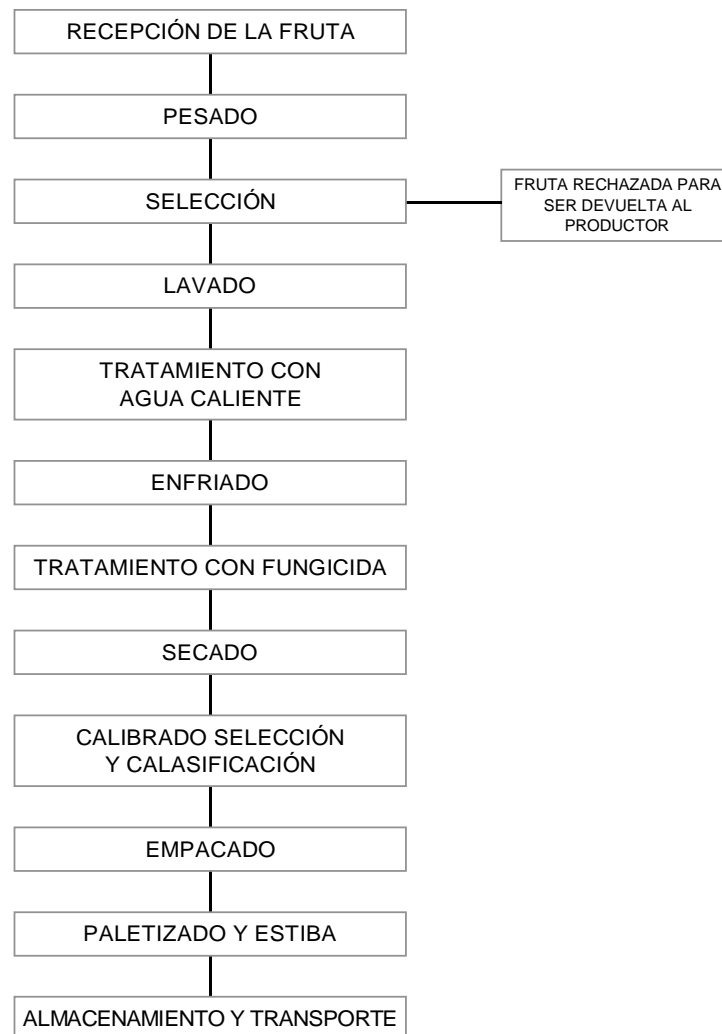 RECEPCIÓN DE LA FRUTA
PESADO
SELECCIÓN
FRUTA RECHAZADA PARA
SER DEVUELTA AL
PRODUCTOR
LAVADO
TRATAMIENTO CON
AGUA CALIENTE
ENFRIADO
TRATAMIENTO CON FUNGICIDA
SECADO
CALIBRADO SELECCIÓN
Y CALASIFICACIÓN
EMPACADO
PALETIZADO Y ESTIBA
ALMACENAMIENTO Y TRANSPORTE